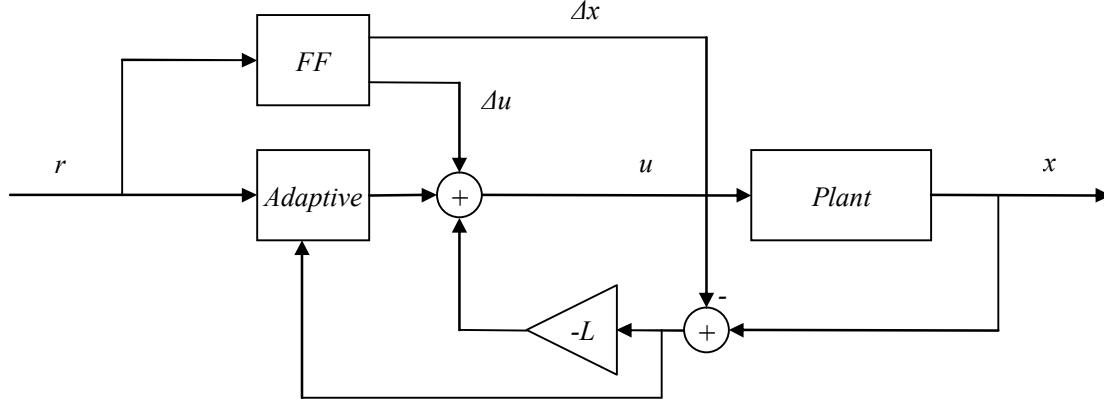 Δx
FF
Δu
r
u
x
Adaptive
+
Plant
-
-L
+